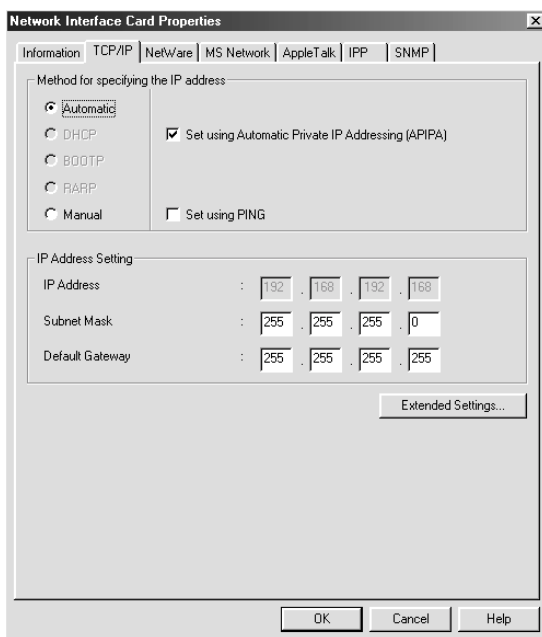 Network Interface Card Properties
Information TCP/IP NetWare MS Network AppleTalk IPP SNMP
Method for specifying the IP address
Automatic
DHCP Set using Automatic Private IP Addressing (APIPA)
BOOTP
RARP
Manual Set using PING
IP Address Setting
IP Address : 192 . 168 . 192 . 168
Subnet Mask : 255 . 255 . 255 . 0
Default Gateway : 255 . 255 . 255 . 255
Extended Settings...
OK Cancel Help